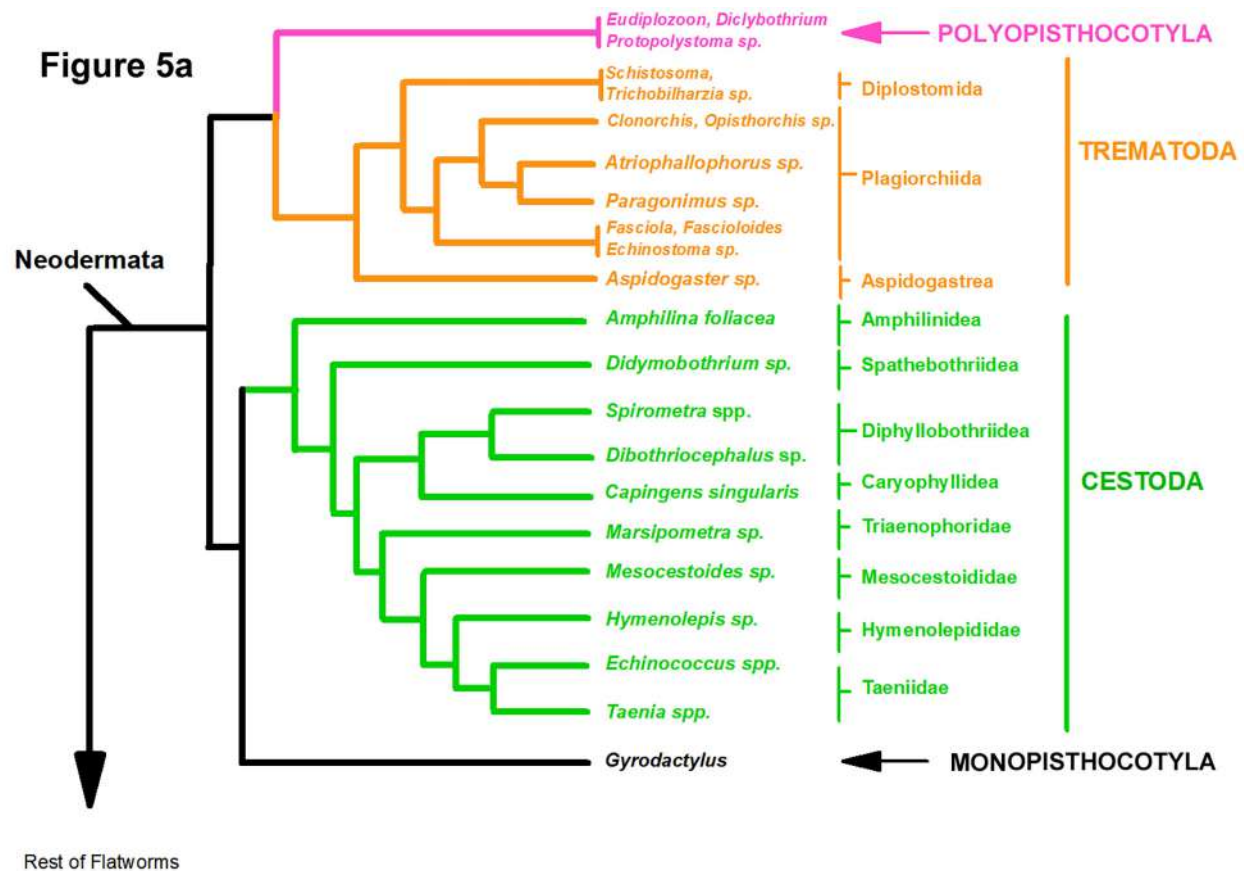 Figure 5a
Eudiplozoon, Diclybothrium
Protopolystoma sp.
POLYOPISTHOCOTYLA
Schistosoma,
Trichobilharzia sp.
Diplostomida
Clonorchis, Opisthorchis sp.
Atriophallophorus sp.
Paragonimus sp.
Fasciola, Fascioloides
Echinostoma sp.
Plagiorchiida
Aspidogaster sp.
Aspidogastrea
TREMATODA
Neodermata
Amphilina foliacea
Amphilinidea
Didymobothrium sp.
Spathebothriidea
Spirometra spp.
Dibothriocephalus sp.
Diphyllobothriidea
Capingens singularis
Caryophyllidea
Marsipometra sp.
Triaenophoridae
Mesocestoides sp.
Mesocestoididae
Hymenolepis sp.
Hymenolepididae
Echinococcus spp.
Taenia spp.
Taeniidae
CESTODA
Gyrodactylus
MONOPISTHOCOTYLA
Rest of Flatworms